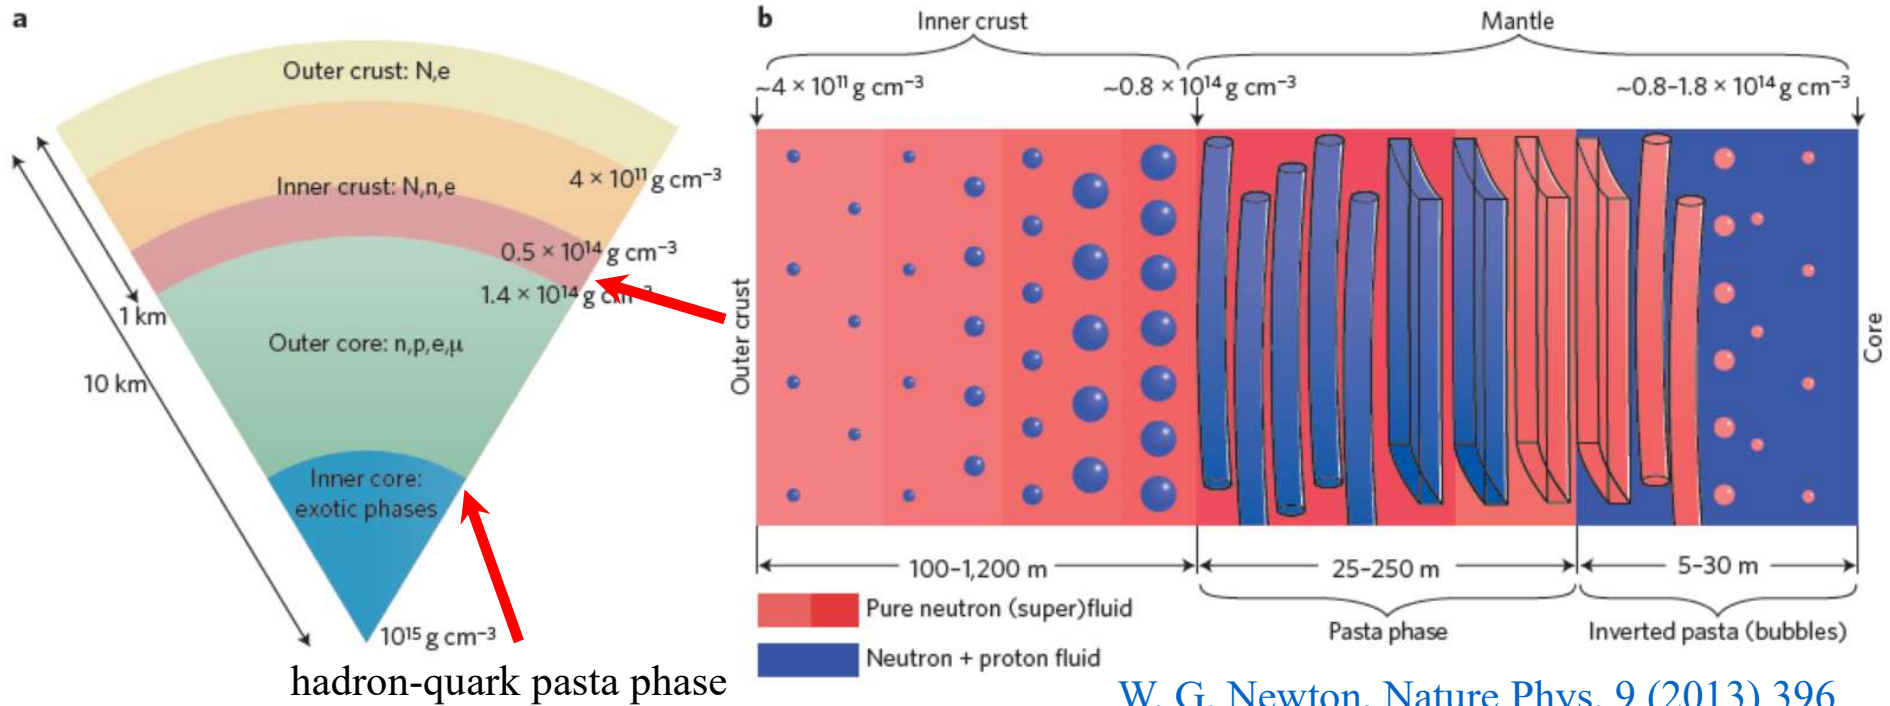 a
Outer crust: N,e
4 × 10¹¹ g cm⁻³
Inner crust: N,n,e
0.5 × 10¹⁴ g cm⁻³
1.4 × 10¹⁴ g cm⁻³
1 km
Outer core: n,p,e,μ
10 km
Inner core:
exotic phases
10¹⁵ g cm⁻³
hadron-quark pasta phase
b
Inner crust
Mantle
~4 × 10¹¹ g cm⁻³
~0.8 × 10¹⁴ g cm⁻³
~0.8–1.8 × 10¹⁴ g cm⁻³
Outer crust
Core
100–1,200 m
25–250 m
5–30 m
Pure neutron (super)fluid
Neutron + proton fluid
Pasta phase
Inverted pasta (bubbles)
W. G. Newton, Nature Phys. 9 (2013) 396